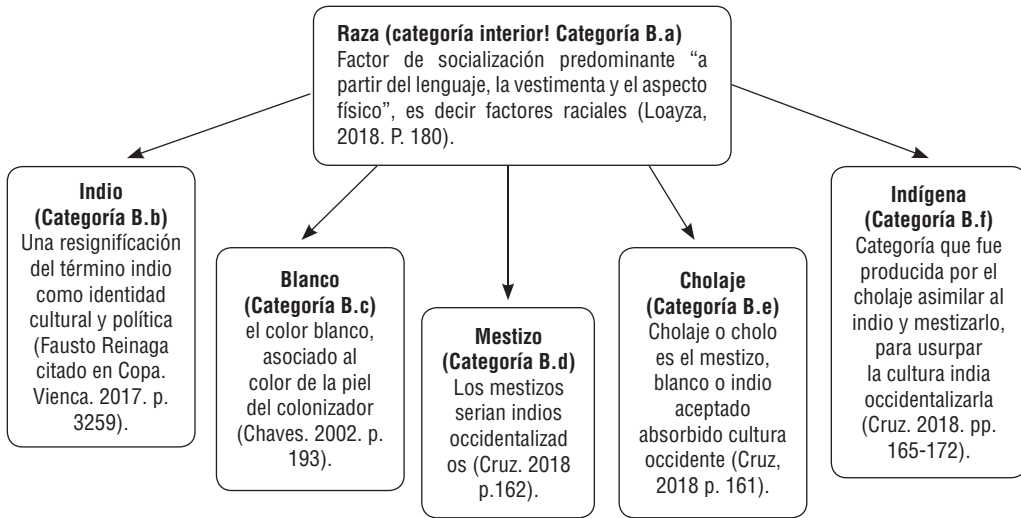 Raza (categoría interior! Categoría B.a)
Factor de socialización predominante “a
partir del lenguaje, la vestimenta y el aspecto
físico”, es decir factores raciales (Loayza,
2018. P. 180).
Indio
(Categoría B.b)
Una resignificación
del término indio
como identidad
cultural y política
(Fausto Reinaga
citado en Copa.
Vienca. 2017. p.
3259).
Blanco
(Categoría B.c)
el color blanco,
asociado al
color de la piel
del colonizador
(Chaves. 2002. p.
193).
Mestizo
(Categoría B.d)
Los mestizos
serian indios
occidentalizad
os (Cruz. 2018
p.162).
Cholaje
(Categoría B.e)
Cholaje o cholo
es el mestizo,
blanco o indio
aceptado
absorbido cultura
occidente (Cruz,
2018 p. 161).
Indígena
(Categoría B.f)
Categoría que fue
producida por el
cholaje asimilar al
indio y mestizarlo,
para usurpar
la cultura india
occidentalizarla
(Cruz. 2018. pp.
165-172).